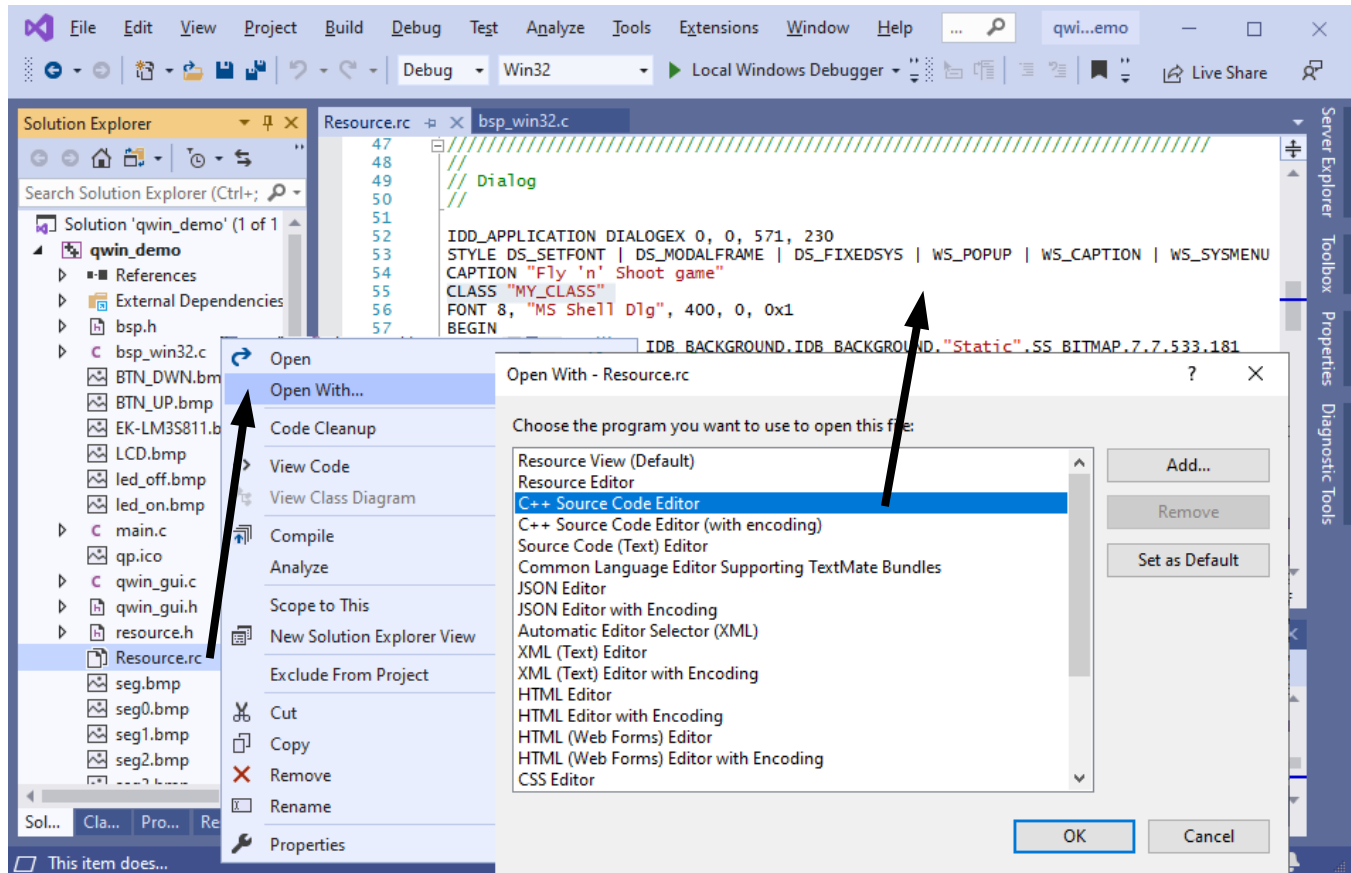 File Edit View Project Build Debug Test Analyze Tools Extensions Window Help ... qwi...emo
Debug Win32 Local Windows Debugger Live Share
Solution Explorer
Search Solution Explorer (Ctrl+;
Solution 'qwin_demo' (1 of 1
qwin_demo
References
External Dependencies
bsp.h
bsp_win32.c
BTN_DWN.bm
BTN_UP.bmp
EK-LM3S811.b
LCD.bmp
led_off.bmp
led_on.bmp
main.c
qp.ico
qwin_gui.c
qwin_gui.h
resource.h
Resource.rc
seg.bmp
seg0.bmp
seg1.bmp
seg2.bmp
Sol... Cla... Pro... Re
This item does...
Resource.rc bsp_win32.c
47 //////////////////////////////////////////////////////////////////////////////
48 //
49 // Dialog
50 //
51
52 IDD_APPLICATION DIALOGEX 0, 0, 571, 230
53 STYLE DS_SETFONT | DS_MODALFRAME | DS_FIXEDSYS | WS_POPUP | WS_CAPTION | WS_SYSMENU
54 CAPTION "Fly 'n' Shoot game"
55 CLASS "MY_CLASS"
56 FONT 8, "MS Shell Dlg", 400, 0, 0x1
57 BEGIN
IDB_BACKGROUND,IDB_BACKGROUND,"Static",SS_BITMAP,7,7,533,181
Open
Open With...
Code Cleanup
View Code
View Class Diagram
Compile
Analyze
Scope to This
New Solution Explorer View
Exclude From Project
Cut
Copy
Remove
Rename
Properties
Open With - Resource.rc ?
Choose the program you want to use to open this file:
Resource View (Default)
Resource Editor
C++ Source Code Editor
C++ Source Code Editor (with encoding)
Source Code (Text) Editor
Common Language Editor Supporting TextMate Bundles
JSON Editor
JSON Editor with Encoding
Automatic Editor Selector (XML)
XML (Text) Editor
XML (Text) Editor with Encoding
HTML Editor
HTML Editor with Encoding
HTML (Web Forms) Editor
HTML (Web Forms) Editor with Encoding
CSS Editor
Add...
Remove
Set as Default
OK Cancel
Server Explorer
Toolbox
Properties
Diagnostic Tools